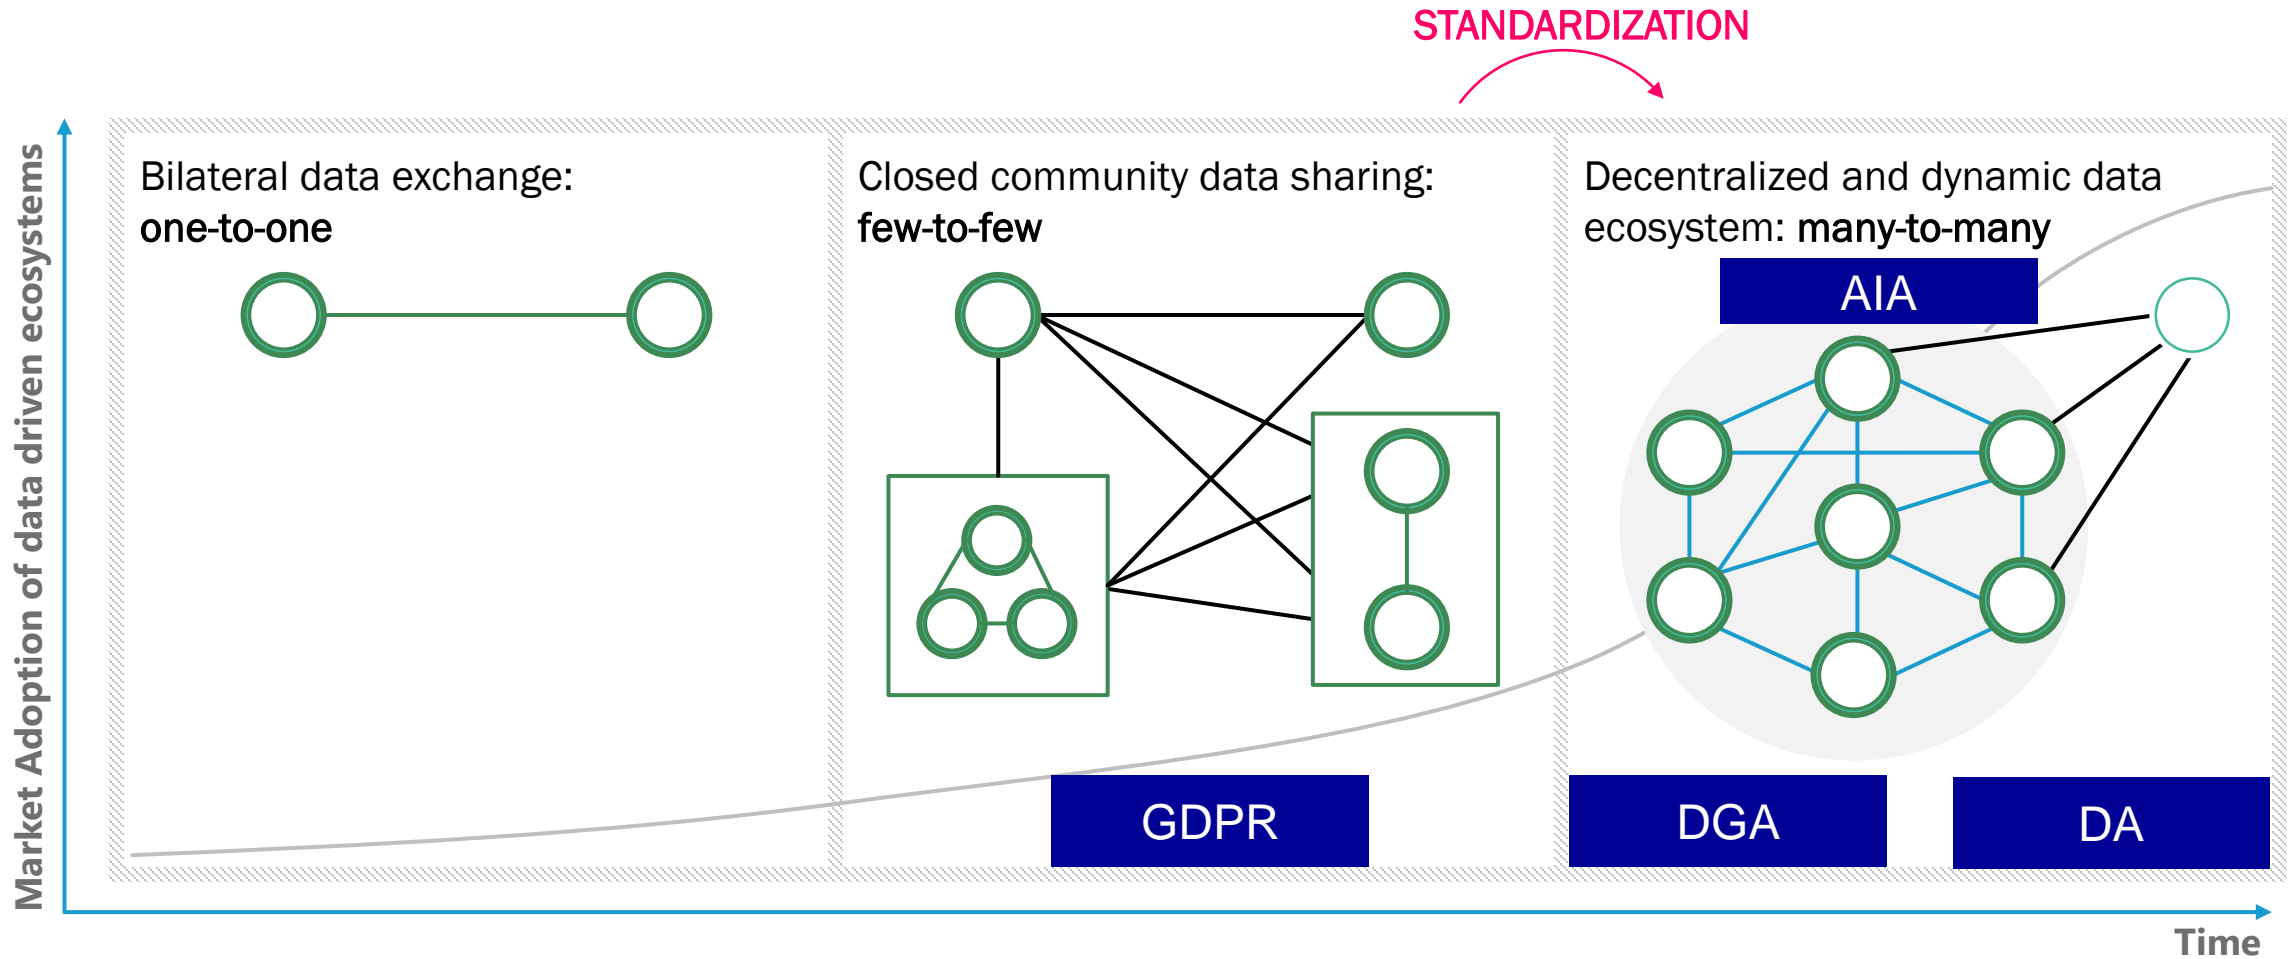 STANDARDIZATION
Market Adoption of data driven ecosystems
Bilateral data exchange:
one-to-one
Closed community data sharing:
few-to-few
Decentralized and dynamic data
ecosystem: many-to-many
AIA
GDPR
DGA
DA
Time